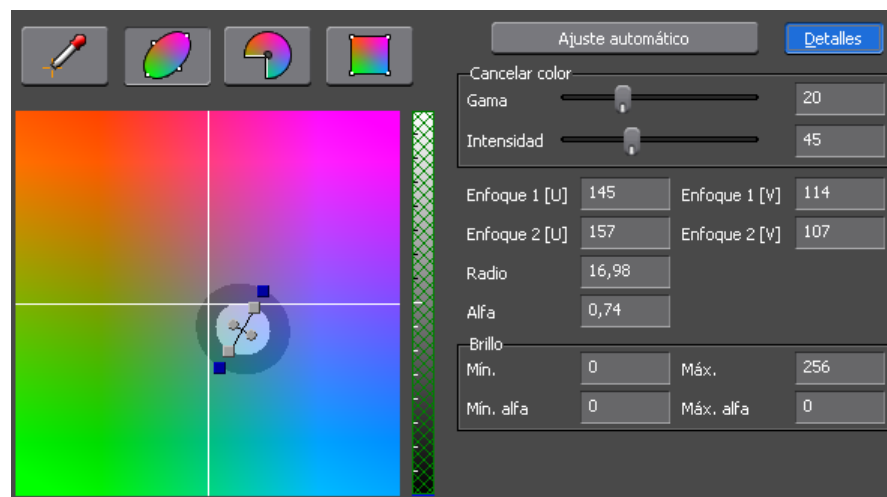 Ajuste automático
Detalles
Cancelar color
Gama 20
Intensidad 45
Enfoque 1 [U] 145 Enfoque 1 [V] 114
Enfoque 2 [U] 157 Enfoque 2 [V] 107
Radio 16,98
Alfa 0,74
Brillo
Mín. 0 Máx. 256
Mín. alfa 0 Máx. alfa 0